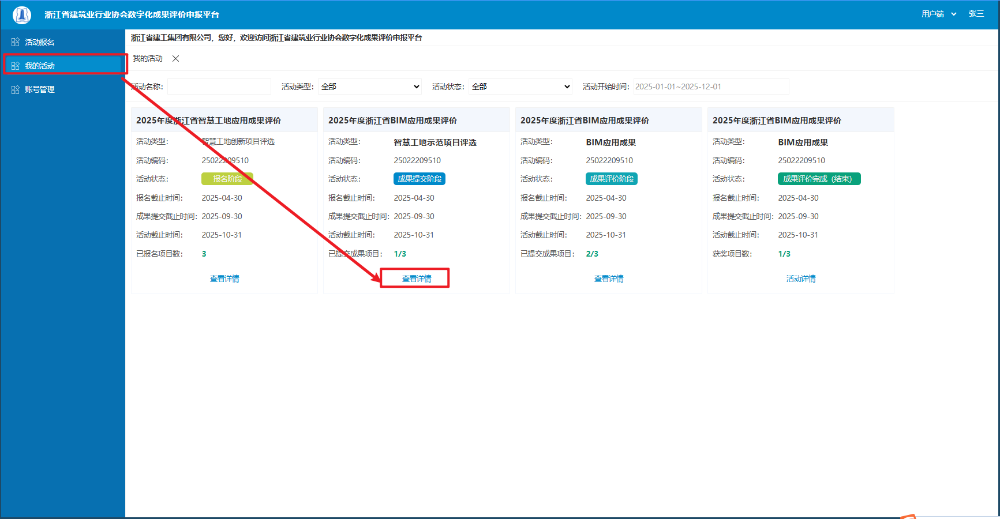 浙江省建筑业行业协会数字化成果评价申报平台
用户端 张三
活动报名
我的活动
账号管理
浙江省建工集团有限公司，您好，欢迎访问浙江省建筑业行业协会数字化成果评价申报平台
我的活动
活动名称：
活动类型： 全部
活动状态： 全部
活动开始时间： 2025-01-01~2025-12-01
2025年度浙江省智慧工地应用成果评价
活动类型： 智慧工地创新项目评选
活动编码： 25022209510
活动状态： 报名阶段
报名截止时间： 2025-04-30
成果提交截止时间： 2025-09-30
活动截止时间： 2025-10-31
已报名项目数： 3
查看详情
2025年度浙江省BIM应用成果评价
活动类型： 智慧工地示范项目评选
活动编码： 25022209510
活动状态： 成果提交阶段
报名截止时间： 2025-04-30
成果提交截止时间： 2025-09-30
活动截止时间： 2025-10-31
已提交成果项目： 1/3
查看详情
2025年度浙江省BIM应用成果评价
活动类型： BIM应用成果
活动编码： 25022209510
活动状态： 成果评价阶段
报名截止时间： 2025-04-30
成果提交截止时间： 2025-09-30
活动截止时间： 2025-10-31
已提交成果项目： 2/3
查看详情
2025年度浙江省BIM应用成果评价
活动类型： BIM应用成果
活动编码： 25022209510
活动状态： 成果评价完成（结束）
报名截止时间： 2025-04-30
成果提交截止时间： 2025-09-30
活动截止时间： 2025-10-31
获奖项目数： 1/3
活动详情